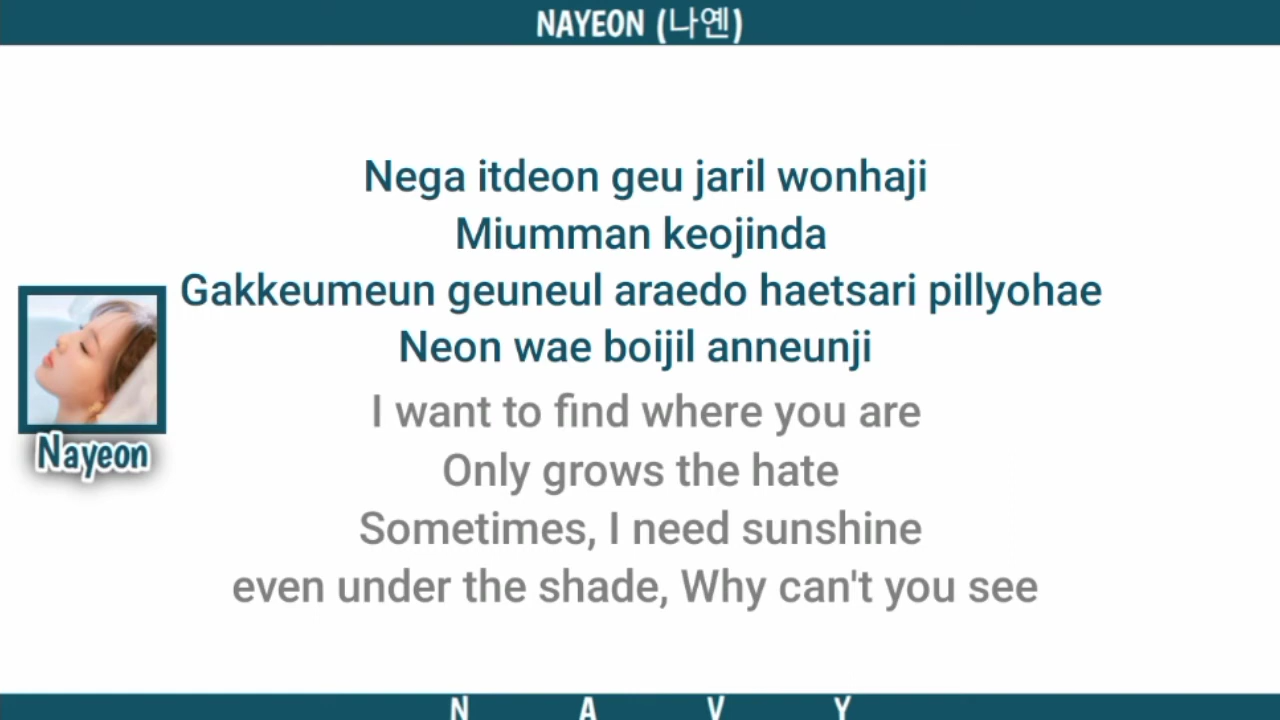 NAYEON (나옌)
Nega itdeon geu jaril wonhaji
Miumman keojinda
Gakkeumeun geuneul araedo haetsari pillyohae
Neon wae boijil anneunji
Nayeon
I want to find where you are
Only grows the hate
Sometimes, I need sunshine
even under the shade, Why can't you see
N A V Y